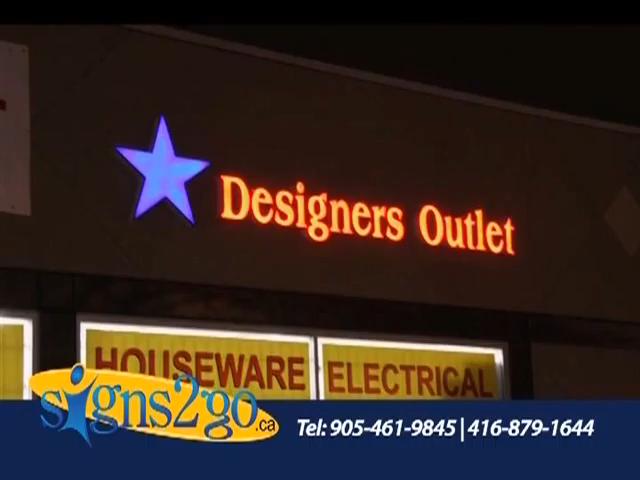 Designers Outlet
HOUSEWARE ELECTRICAL
signs2go.ca
Tel: 905-461-9845 | 416-879-1644